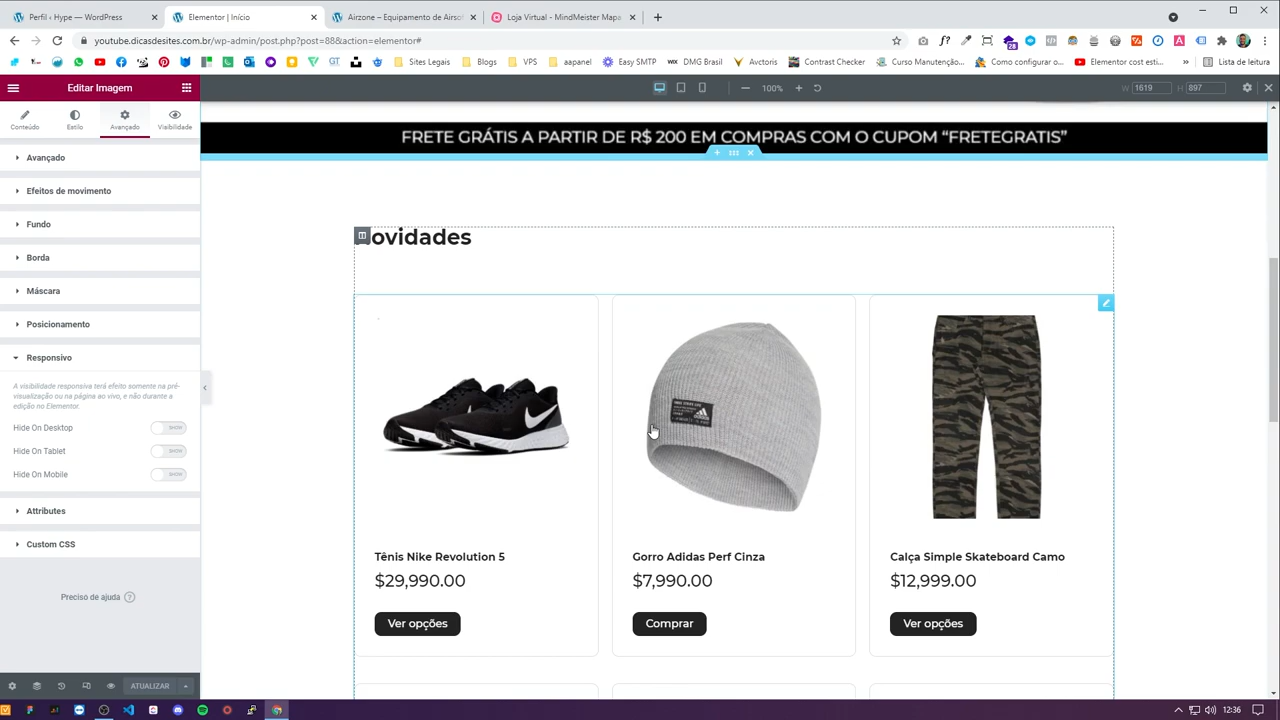 Perfil ‹ Hype — WordPress
Elementor | Início
Airzone – Equipamento de Airsof
Loja Virtual - MindMeister Mapa
youtube.dicasdesites.com.br/wp-admin/post.php?post=88&action=elementor#
Sites Legais
Blogs
VPS
aapanel
Easy SMTP
DMG Brasil
Avctoris
Contrast Checker
Curso Manutenção...
Como configurar o...
Elementor cost esti...
Lista de leitura
Editar Imagem
100%
W 1619
H 897
Conteúdo
Estilo
Avançado
Visibilidade
Avançado
Efeitos de movimento
Fundo
Borda
Máscara
Posicionamento
Responsivo
A visibilidade responsiva terá efeito somente na pré-
visualização ou na página ao vivo, e não durante a
edição no Elementor.
Hide On Desktop SHOW
Hide On Tablet SHOW
Hide On Mobile SHOW
Attributes
Custom CSS
Preciso de ajuda
ATUALIZAR
FRETE GRÁTIS A PARTIR DE R$ 200 EM COMPRAS COM O CUPOM “FRETEGRATIS”
ovidades
Tênis Nike Revolution 5
$29,990.00
Ver opções
Gorro Adidas Perf Cinza
$7,990.00
Comprar
Calça Simple Skateboard Camo
$12,999.00
Ver opções
12:36